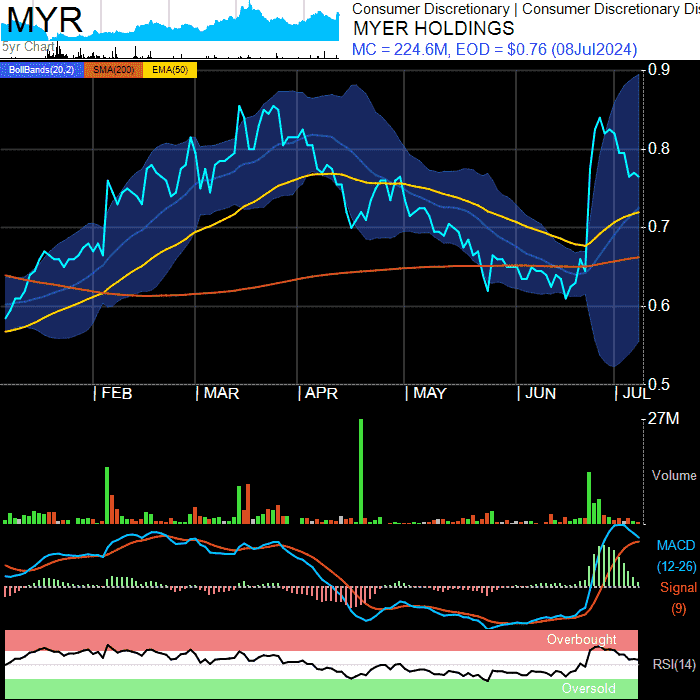 MYR
5yr Chart
Consumer Discretionary | Consumer Discretionary Dis
MYER HOLDINGS
MC = 224.6M, EOD = $0.76 (08Jul2024)
BollBands(20,2) SMA(200) EMA(50)
0.9
0.8
0.7
0.6
0.5
| FEB | MAR | APR | MAY | JUN | JUL
27M
Volume
MACD
(12-26)
Signal
(9)
Overbought
RSI(14)
Oversold